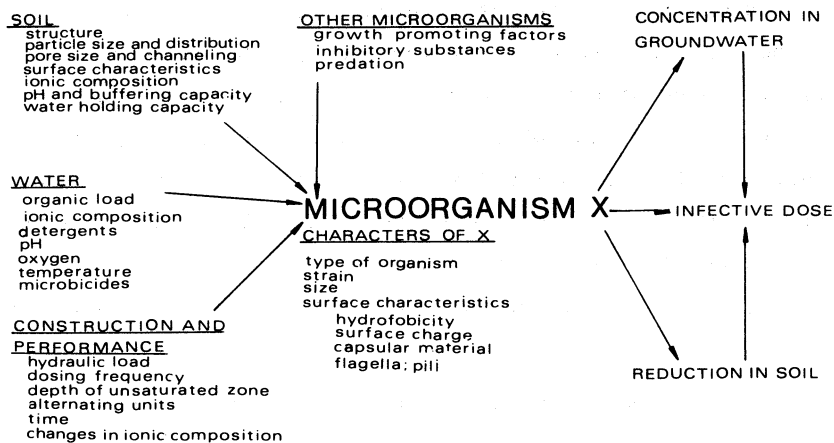 SOIL
structure
particle size and distribution
pore size and channeling
surface characteristics
ionic composition
pH and buffering capacity
water holding capacity
OTHER MICROORGANISMS
growth promoting factors
inhibitory substances
predation
CONCENTRATION IN
GROUNDWATER
WATER
organic load
ionic composition
detergents
pH
oxygen
temperature
microbicides
MICROORGANISM X
CHARACTERS OF X
type of organism
strain
size
surface characteristics
hydrofobicity
surface charge
capsular material
flagella; pili
INFECTIVE DOSE
CONSTRUCTION AND
PERFORMANCE
hydraulic load
dosing frequency
depth of unsaturated zone
alternating units
time
changes in ionic composition
REDUCTION IN SOIL